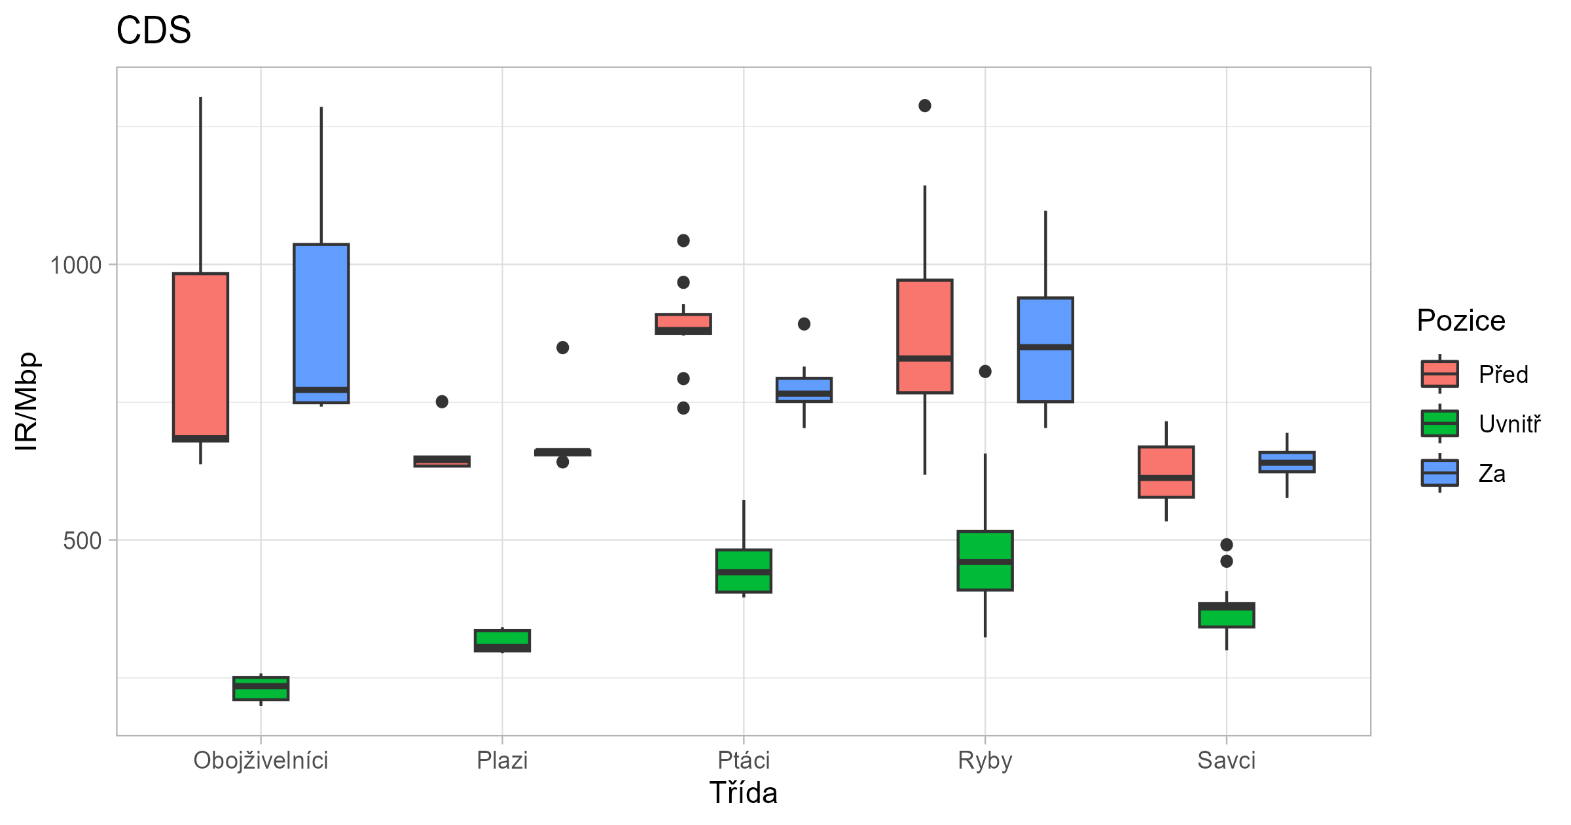 CDS
IR/Mbp
1000
500
Obojživelníci
Plazi
Ptáci
Ryby
Savci
Třída
Pozice
Před
Uvnitř
Za